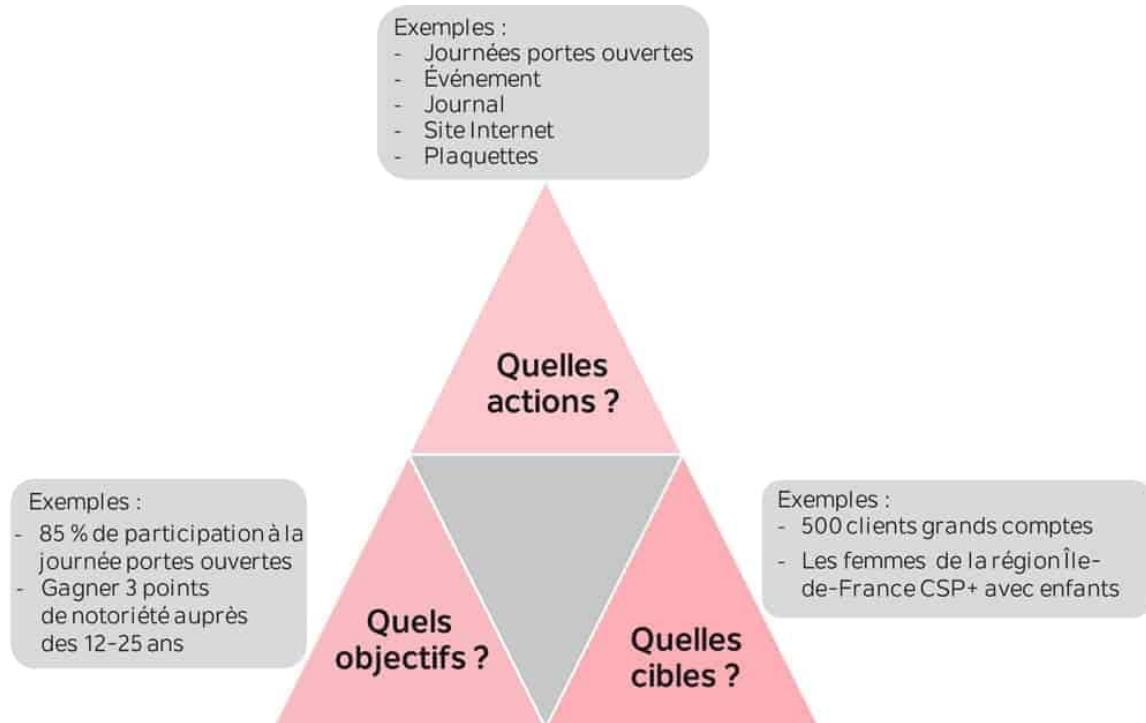 Exemples :
- Journées portes ouvertes
- Événement
- Journal
- Site Internet
- Plaquettes
Quelles
actions ?
Exemples :
- 85 % de participation à la
journée portes ouvertes
- Gagner 3 points
de notoriété auprès
des 12-25 ans
Quels
objectifs ?
Exemples :
- 500 clients grands comptes
- Les femmes de la région Île-
de-France CSP+ avec enfants
Quelles
cibles ?